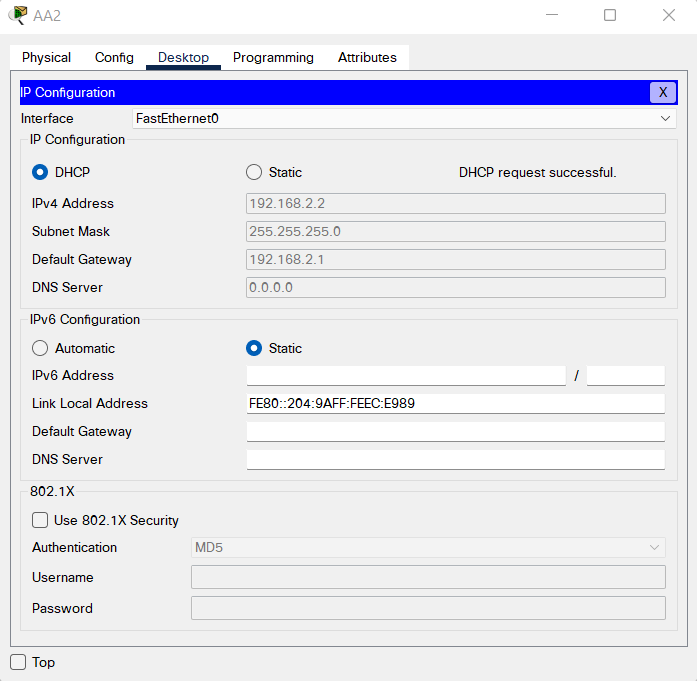 AA2
Physical Config Desktop Programming Attributes
IP Configuration X
Interface FastEthernet0
IP Configuration
DHCP Static DHCP request successful.
IPv4 Address 192.168.2.2
Subnet Mask 255.255.255.0
Default Gateway 192.168.2.1
DNS Server 0.0.0.0
IPv6 Configuration
Automatic Static
IPv6 Address /
Link Local Address FE80::204:9AFF:FEEC:E989
Default Gateway
DNS Server
802.1X
Use 802.1X Security
Authentication MD5
Username
Password
Top